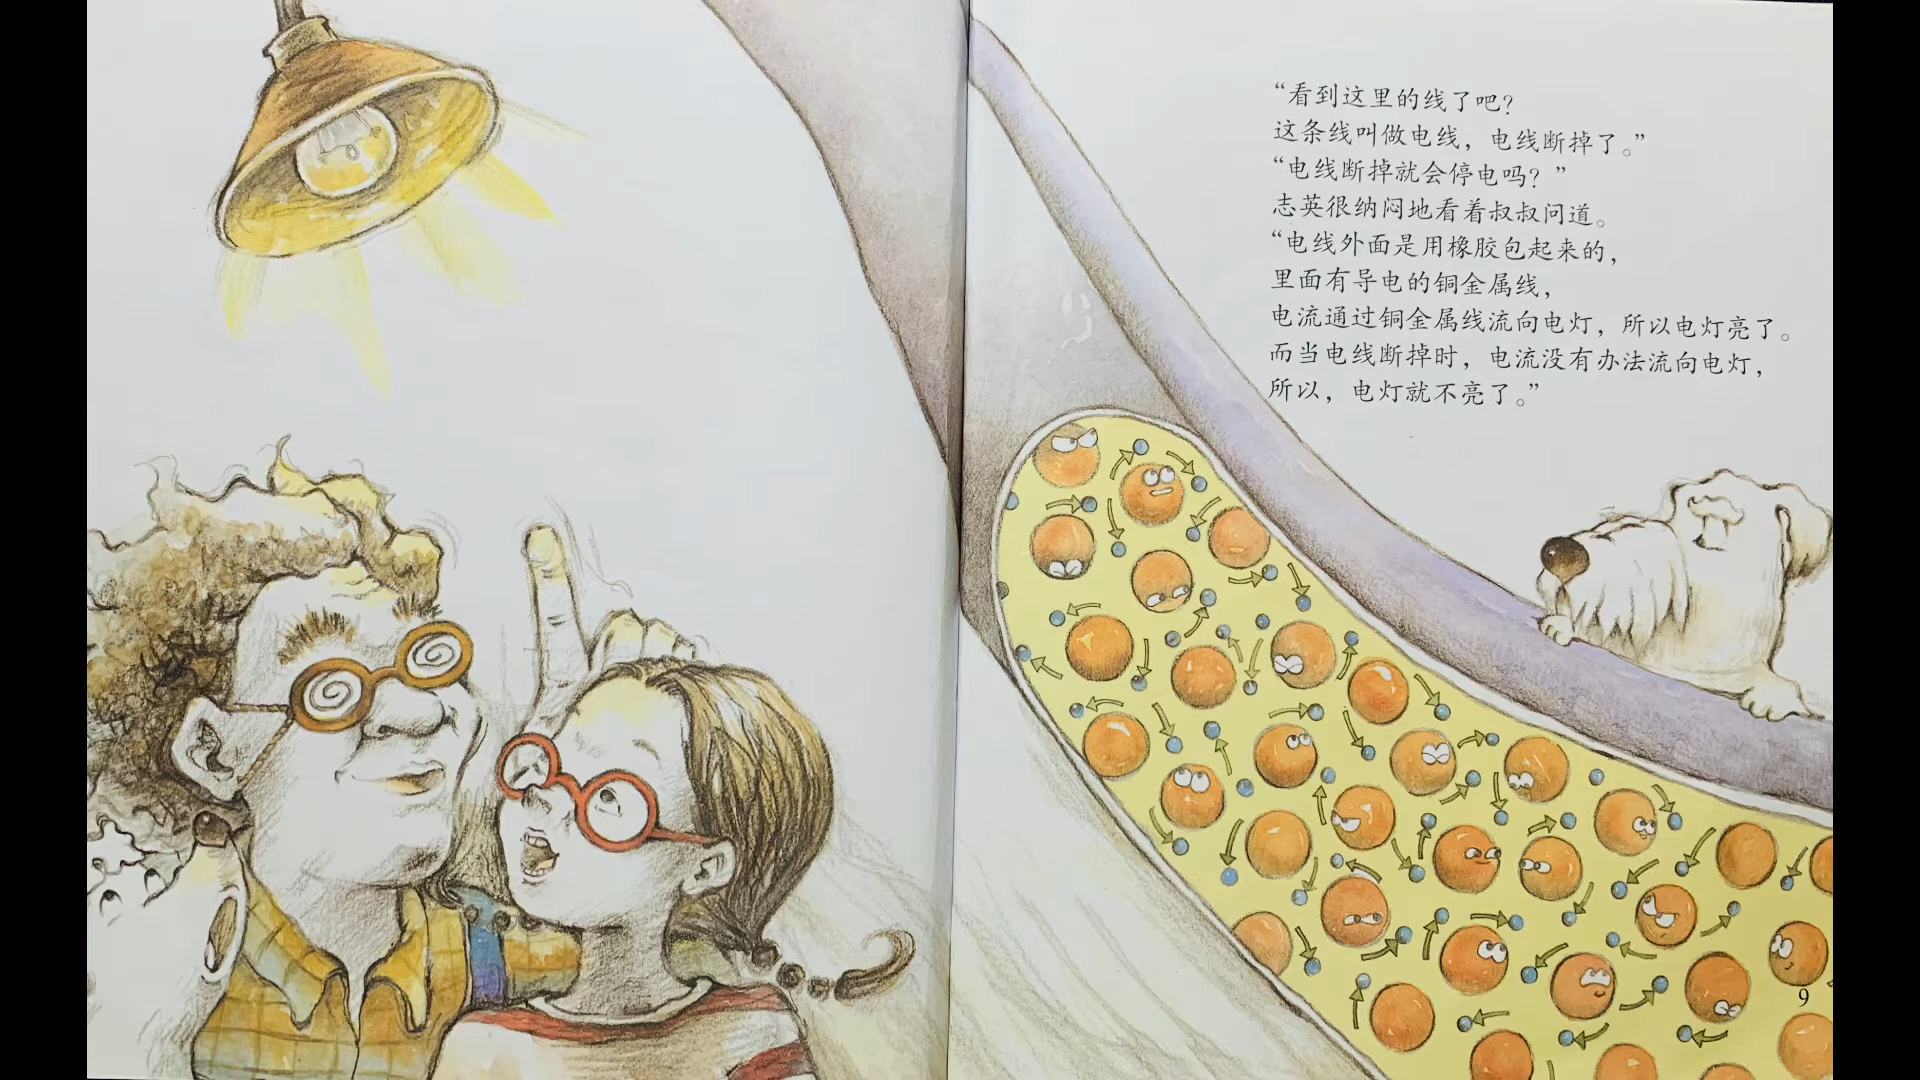 “看到这里的线了吧？
这条线叫做电线，电线断掉了。”
“电线断掉就会停电吗？”
志英很纳闷地看着叔叔问道。
“电线外面是用橡胶包起来的，
里面有导电的铜金属线，
电流通过铜金属线流向电灯，所以电灯亮了。
而当电线断掉时，电流没有办法流向电灯，
所以，电灯就不亮了。”
9